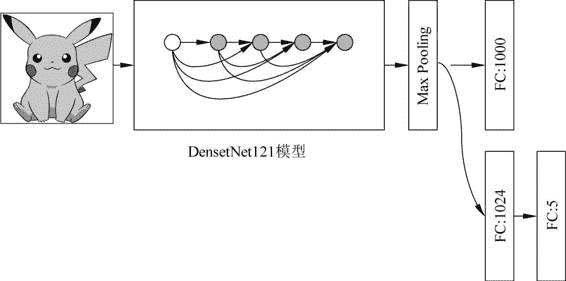 Max Pooling
FC:1000
DensetNet121模型
FC:1024
FC:5